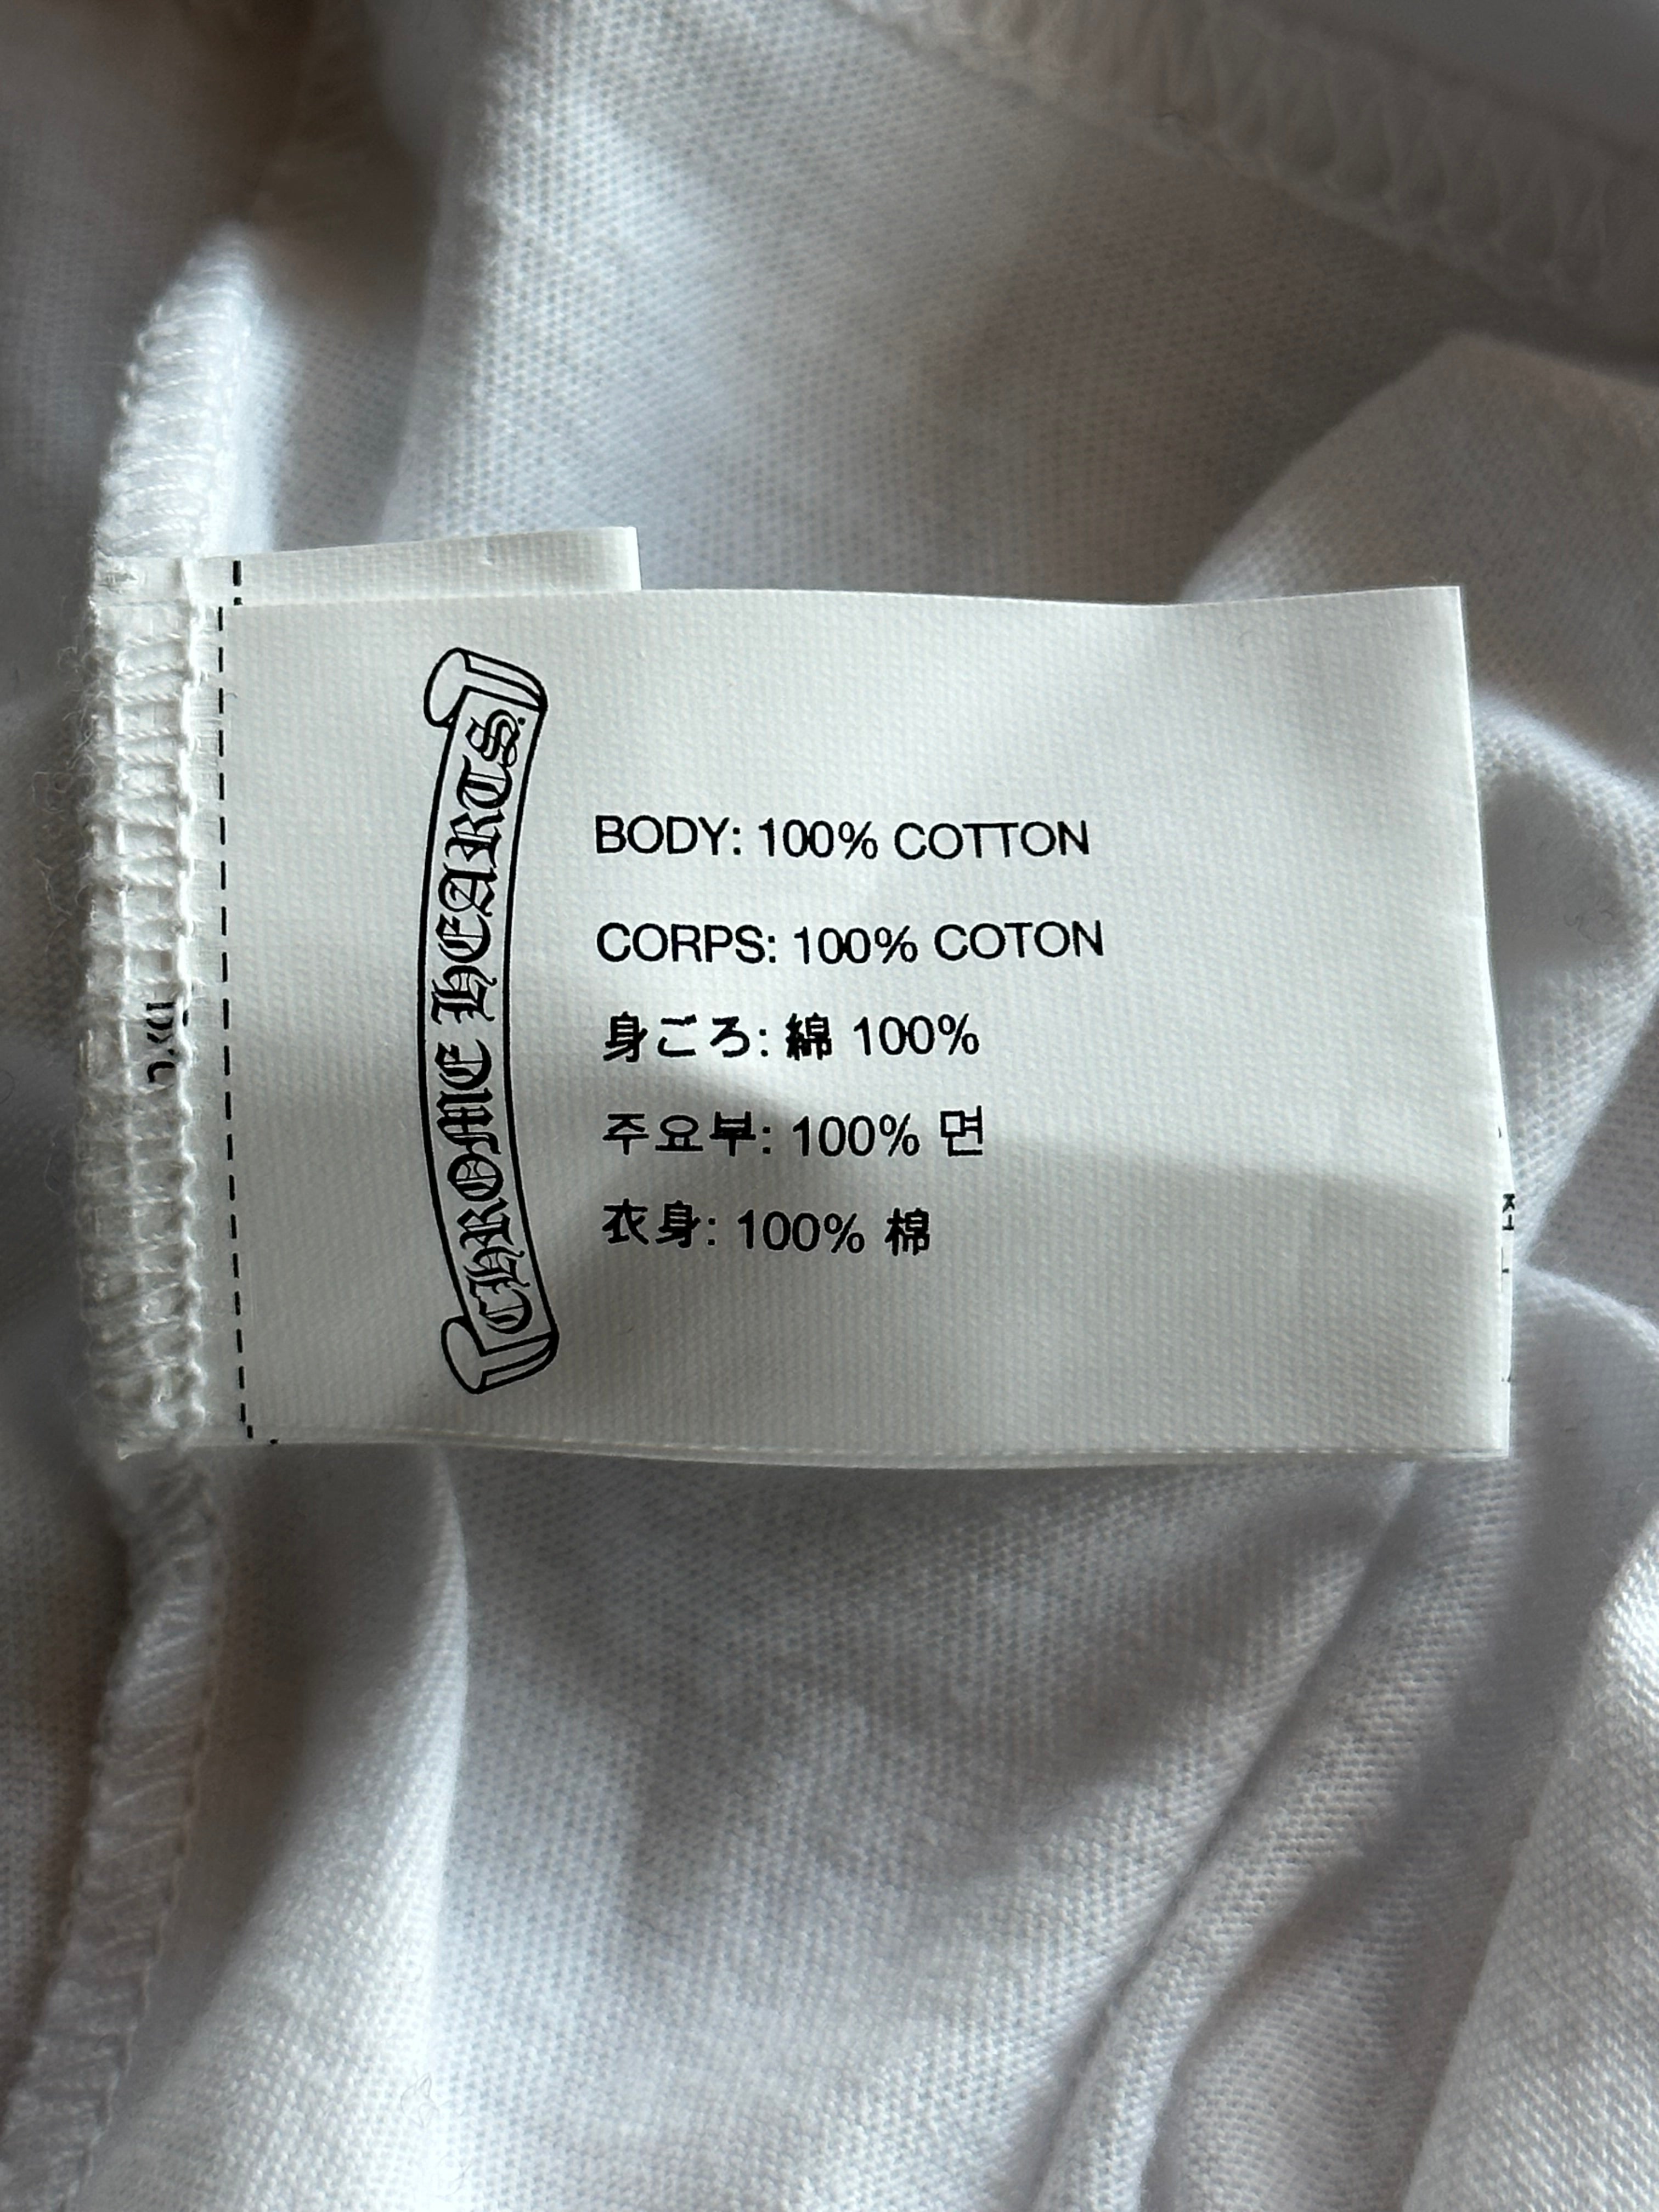 CHROME HEARTS
BODY: 100% COTTON
CORPS: 100% COTON
身ごろ: 綿 100%
주요부: 100% 면
衣身: 100% 棉